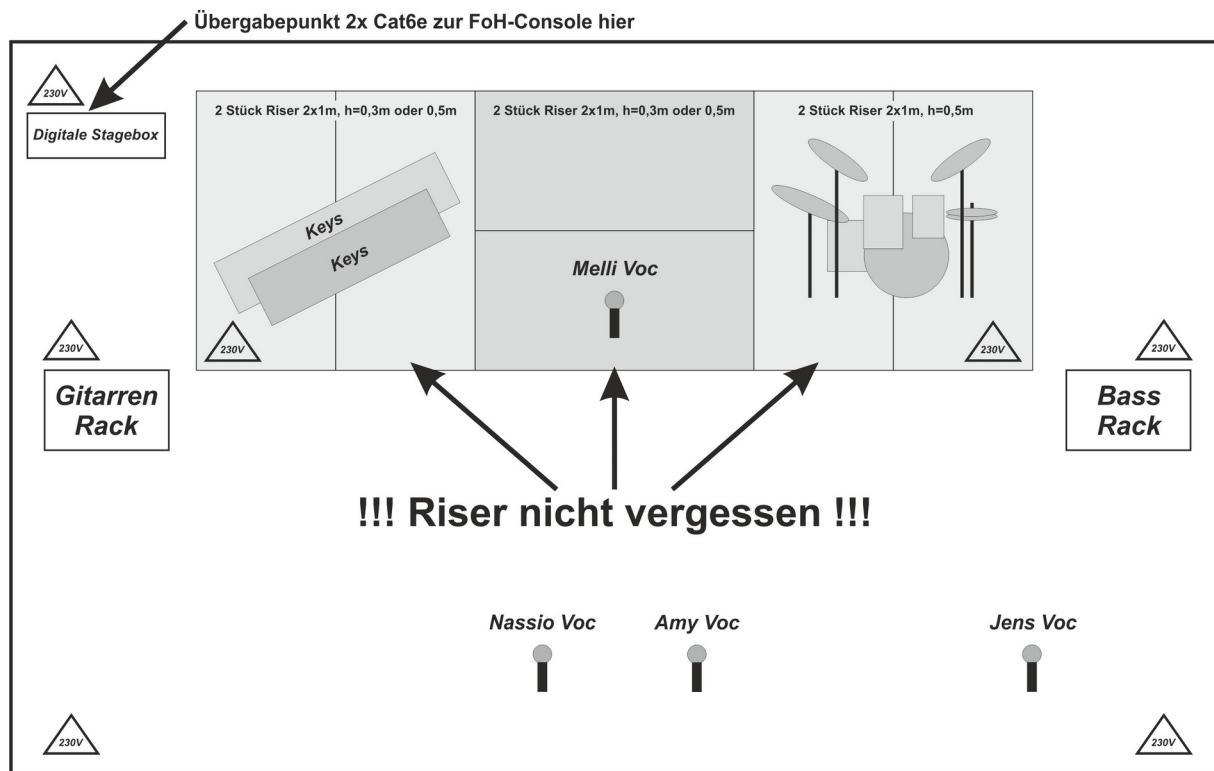 Übergabepunkt 2x Cat6e zur FoH-Console hier
230V
Digitale Stagebox
2 Stück Riser 2x1m, h=0,3m oder 0,5m
2 Stück Riser 2x1m, h=0,3m oder 0,5m
2 Stück Riser 2x1m, h=0,5m
Keys
Keys
Melli Voc
230V
230V
230V
230V
Gitarren
Rack
Bass
Rack
!!! Riser nicht vergessen !!!
Nassio Voc
Amy Voc
Jens Voc
230V
230V